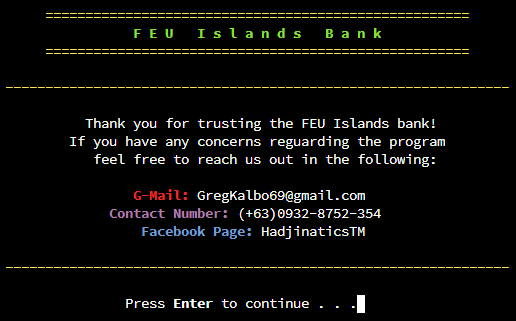 =====================================================
F E U   I s l a n d s   B a n k
=====================================================
---------------------------------------------------------------
Thank you for trusting the FEU Islands bank!
If you have any concerns reguarding the program
feel free to reach us out in the following:
G-Mail: GregKalbo69@gmail.com
Contact Number: (+63)0932-8752-354
Facebook Page: HadjinaticsTM
---------------------------------------------------------------
Press Enter to continue . . .